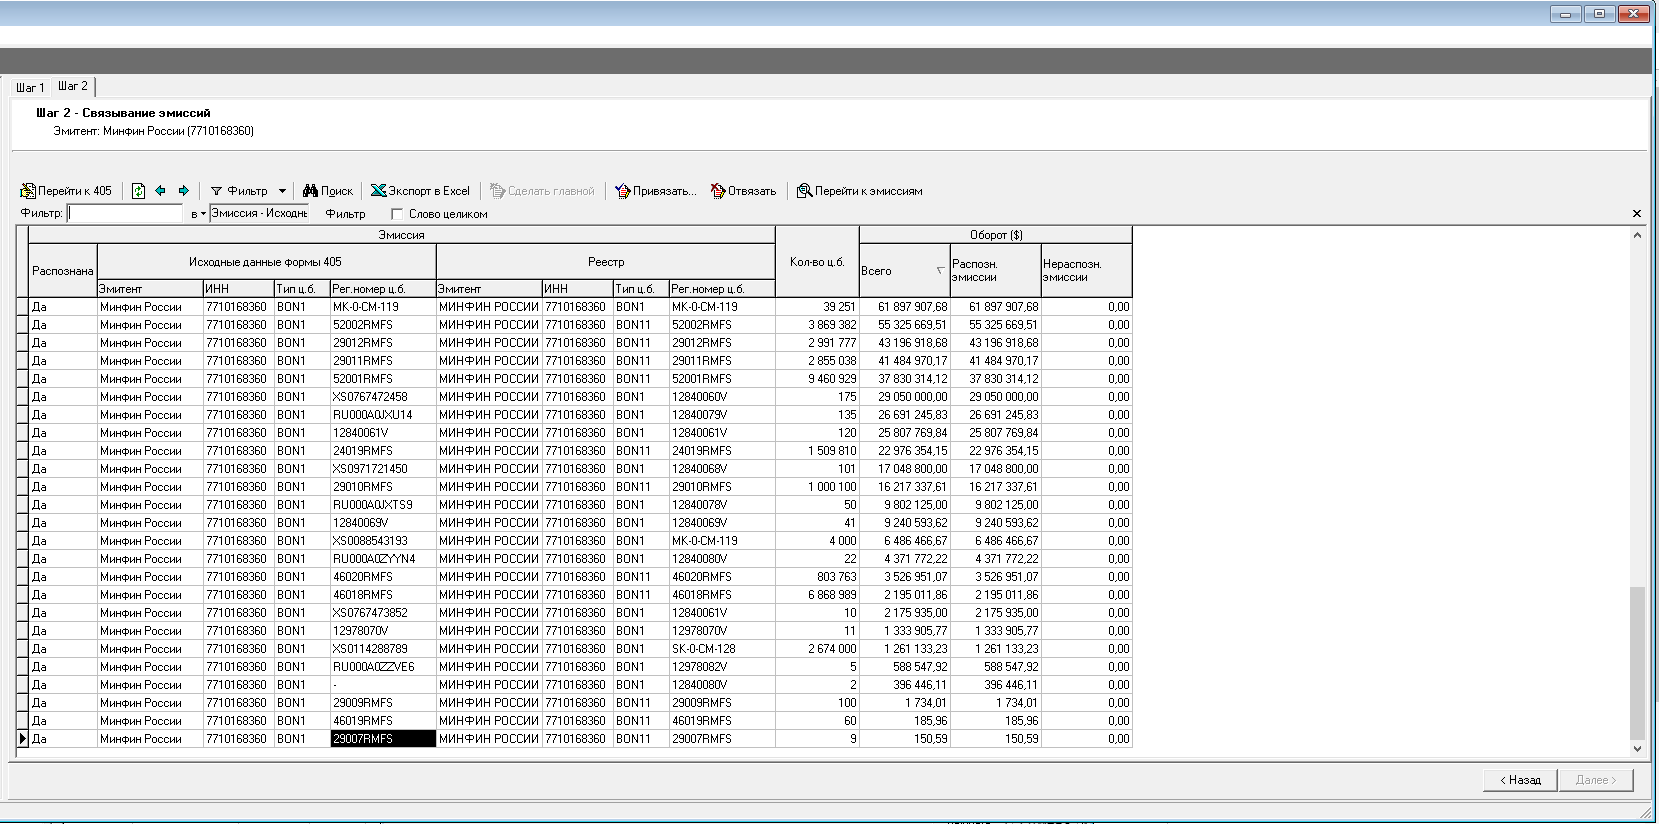 Шаг 1 Шаг 2
Шаг 2 - Связывание эмиссий
Эмитент: Минфин России (7710168360)
Перейти к 405 Фильтр Поиск Экспорт в Excel Сделать главной Привязать... Отвязать Перейти к эмиссиям
Фильтр: в Эмиссия - Исходнь Фильтр Слово целиком
Эмиссия Оборот ($)
Распознана Исходные данные формы 405 Реестр Кол-во ц.б. Всего Распозн. эмиссии Нераспозн. эмиссии
Эмитент ИНН Тип ц.б. Рег.номер ц.б. Эмитент ИНН Тип ц.б. Рег.номер ц.б.
Да Минфин России 7710168360 BON1 МК-0-СМ-119 МИНФИН РОССИИ 7710168360 BON1 МК-0-СМ-119 39 251 61 897 907,68 61 897 907,68 0,00
Да Минфин России 7710168360 BON1 52002RMFS МИНФИН РОССИИ 7710168360 BON11 52002RMFS 3 869 382 55 325 669,51 55 325 669,51 0,00
Да Минфин России 7710168360 BON1 29012RMFS МИНФИН РОССИИ 7710168360 BON11 29012RMFS 2 991 777 43 196 918,68 43 196 918,68 0,00
Да Минфин России 7710168360 BON1 29011RMFS МИНФИН РОССИИ 7710168360 BON11 29011RMFS 2 855 038 41 484 970,17 41 484 970,17 0,00
Да Минфин России 7710168360 BON1 52001RMFS МИНФИН РОССИИ 7710168360 BON11 52001RMFS 9 460 929 37 830 314,12 37 830 314,12 0,00
Да Минфин России 7710168360 BON1 XS0767472458 МИНФИН РОССИИ 7710168360 BON1 12840060V 175 29 050 000,00 29 050 000,00 0,00
Да Минфин России 7710168360 BON1 RU000A0JXU14 МИНФИН РОССИИ 7710168360 BON1 12840079V 135 26 691 245,83 26 691 245,83 0,00
Да Минфин России 7710168360 BON1 12840061V МИНФИН РОССИИ 7710168360 BON1 12840061V 120 25 807 769,84 25 807 769,84 0,00
Да Минфин России 7710168360 BON1 24019RMFS МИНФИН РОССИИ 7710168360 BON11 24019RMFS 1 509 810 22 976 354,15 22 976 354,15 0,00
Да Минфин России 7710168360 BON1 XS0971721450 МИНФИН РОССИИ 7710168360 BON1 12840068V 101 17 048 800,00 17 048 800,00 0,00
Да Минфин России 7710168360 BON1 29010RMFS МИНФИН РОССИИ 7710168360 BON11 29010RMFS 1 000 100 16 217 337,61 16 217 337,61 0,00
Да Минфин России 7710168360 BON1 RU000A0JXTS9 МИНФИН РОССИИ 7710168360 BON1 12840078V 50 9 802 125,00 9 802 125,00 0,00
Да Минфин России 7710168360 BON1 12840069V МИНФИН РОССИИ 7710168360 BON1 12840069V 41 9 240 593,62 9 240 593,62 0,00
Да Минфин России 7710168360 BON1 XS0088543193 МИНФИН РОССИИ 7710168360 BON1 МК-0-СМ-119 4 000 6 486 466,67 6 486 466,67 0,00
Да Минфин России 7710168360 BON1 RU000A0ZYYN4 МИНФИН РОССИИ 7710168360 BON1 12840080V 22 4 371 772,22 4 371 772,22 0,00
Да Минфин России 7710168360 BON1 46020RMFS МИНФИН РОССИИ 7710168360 BON11 46020RMFS 803 763 3 526 951,07 3 526 951,07 0,00
Да Минфин России 7710168360 BON1 46018RMFS МИНФИН РОССИИ 7710168360 BON11 46018RMFS 6 868 989 2 195 011,86 2 195 011,86 0,00
Да Минфин России 7710168360 BON1 XS0767473852 МИНФИН РОССИИ 7710168360 BON1 12840061V 10 2 175 935,00 2 175 935,00 0,00
Да Минфин России 7710168360 BON1 12978070V МИНФИН РОССИИ 7710168360 BON1 12978070V 11 1 333 905,77 1 333 905,77 0,00
Да Минфин России 7710168360 BON1 XS0114288789 МИНФИН РОССИИ 7710168360 BON1 SK-0-CM-128 2 674 000 1 261 133,23 1 261 133,23 0,00
Да Минфин России 7710168360 BON1 RU000A0ZZVE6 МИНФИН РОССИИ 7710168360 BON1 12978082V 5 588 547,92 588 547,92 0,00
Да Минфин России 7710168360 BON1 - МИНФИН РОССИИ 7710168360 BON1 12840080V 2 396 446,11 396 446,11 0,00
Да Минфин России 7710168360 BON1 29009RMFS МИНФИН РОССИИ 7710168360 BON11 29009RMFS 100 1 734,01 1 734,01 0,00
Да Минфин России 7710168360 BON1 46019RMFS МИНФИН РОССИИ 7710168360 BON11 46019RMFS 60 185,96 185,96 0,00
Да Минфин России 7710168360 BON1 29007RMFS МИНФИН РОССИИ 7710168360 BON11 29007RMFS 9 150,59 150,59 0,00
< Назад Далее >